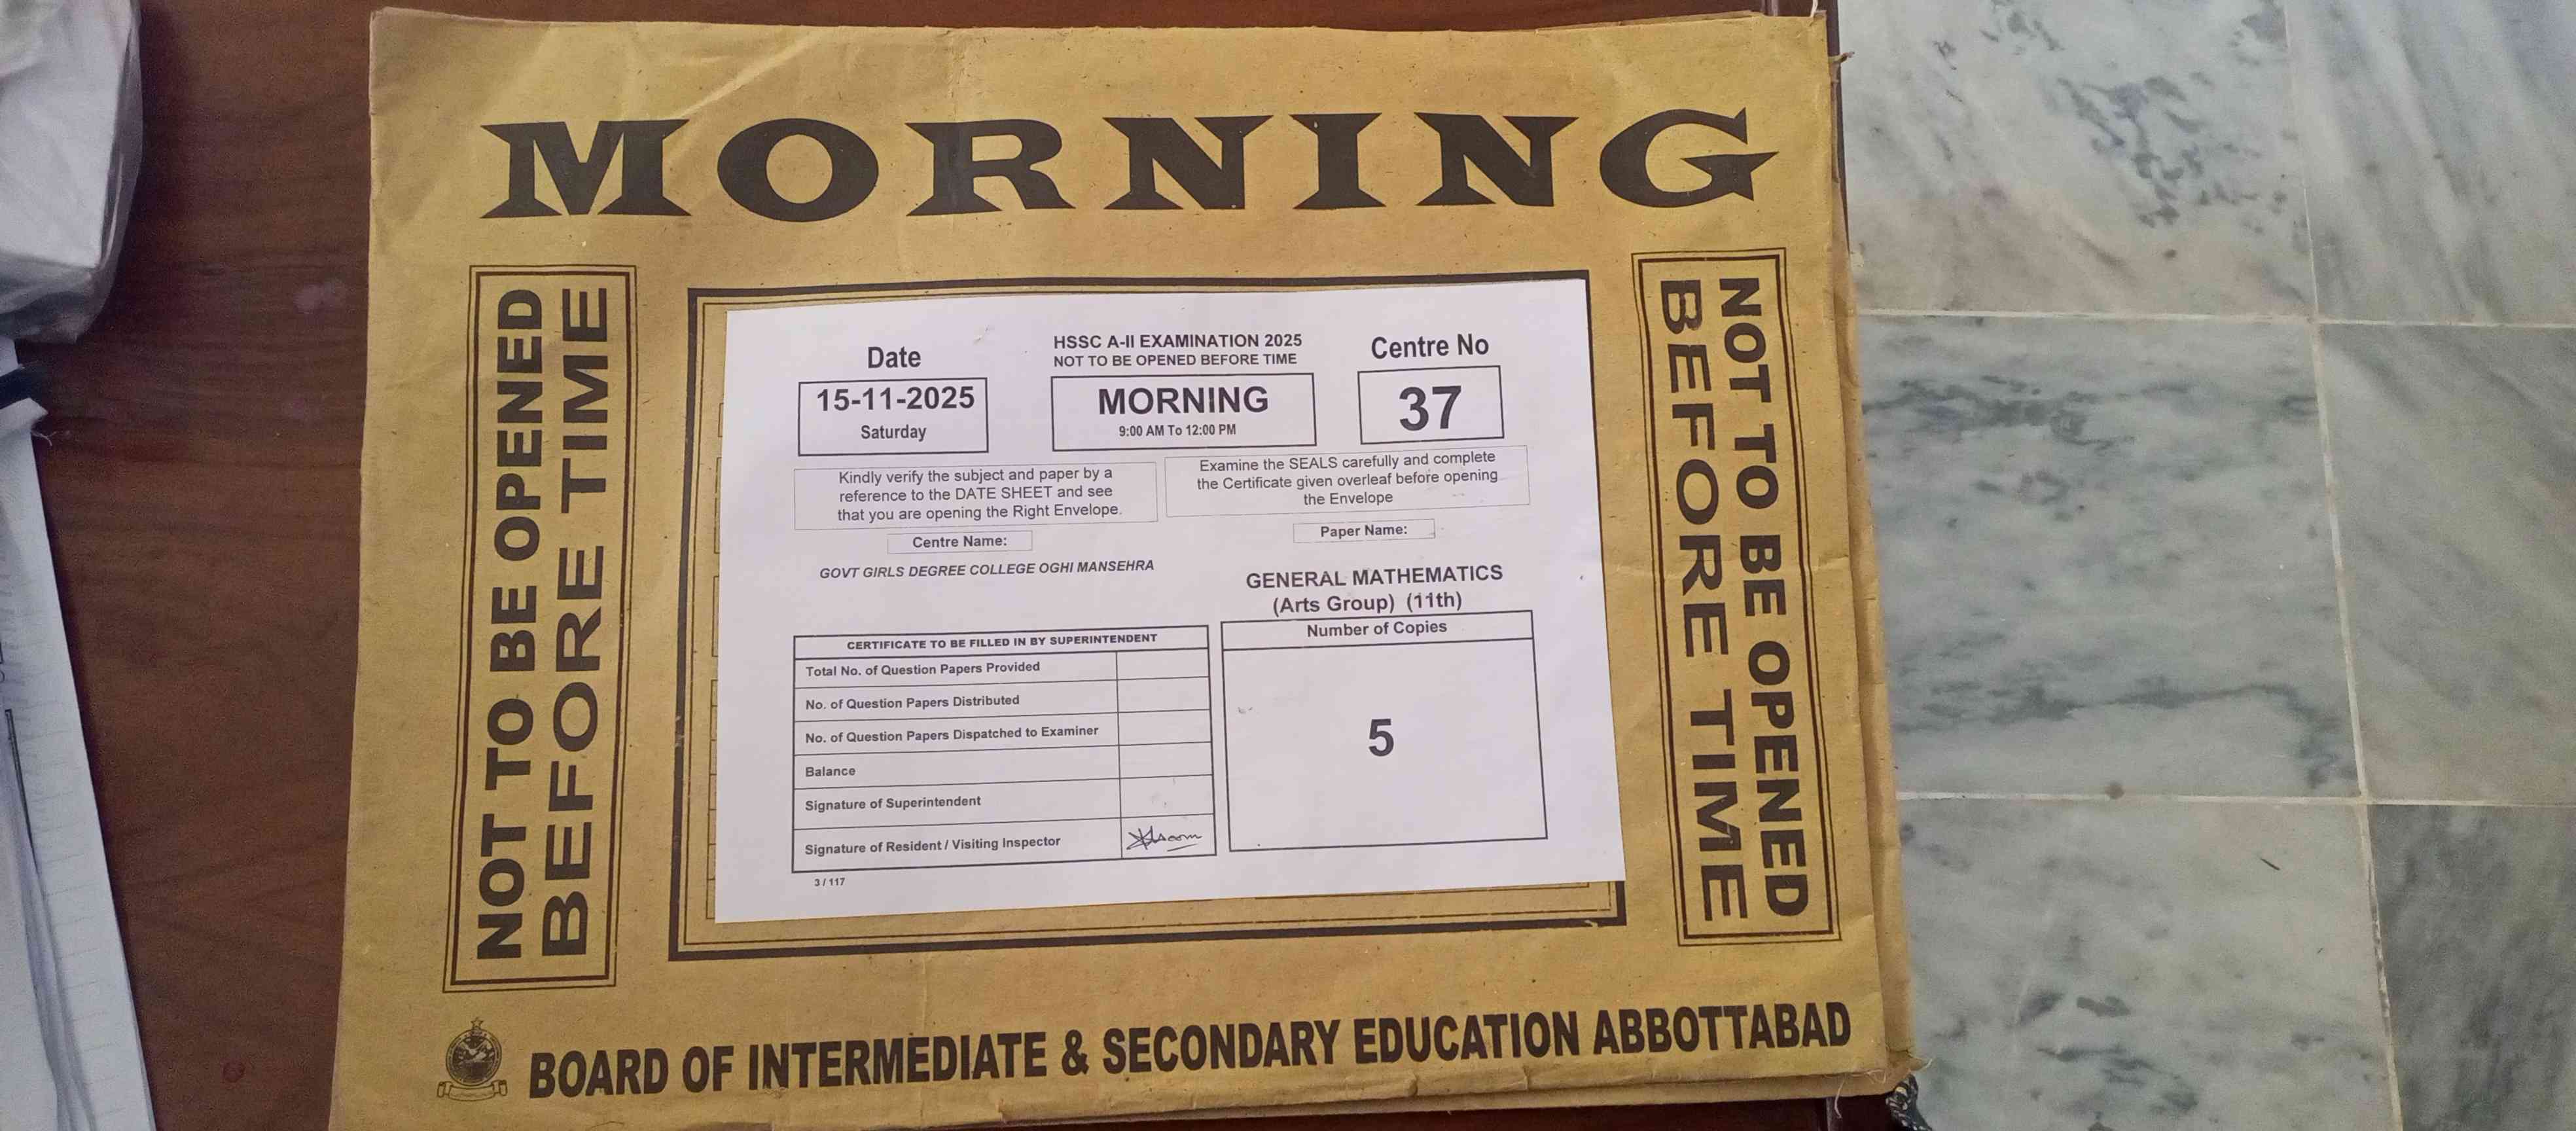 MORNING
NOT TO BE OPENED
BEFORE TIME
Date
15-11-2025
Saturday
HSSC A-II EXAMINATION 2025
NOT TO BE OPENED BEFORE TIME
MORNING
9:00 AM To 12:00 PM
Centre No
37
Kindly verify the subject and paper by a
reference to the DATE SHEET and see
that you are opening the Right Envelope.
Examine the SEALS carefully and complete
the Certificate given overleaf before opening
the Envelope
Centre Name:
GOVT GIRLS DEGREE COLLEGE OGHI MANSEHRA
Paper Name:
GENERAL MATHEMATICS
(Arts Group) (11th)
CERTIFICATE TO BE FILLED IN BY SUPERINTENDENT
Total No. of Question Papers Provided
No. of Question Papers Distributed
No. of Question Papers Dispatched to Examiner
Balance
Signature of Superintendent
Signature of Resident / Visiting Inspector
Number of Copies
5
3 / 117
NOT TO BE OPENED
BEFORE TIME
BOARD OF INTERMEDIATE & SECONDARY EDUCATION ABBOTTABAD